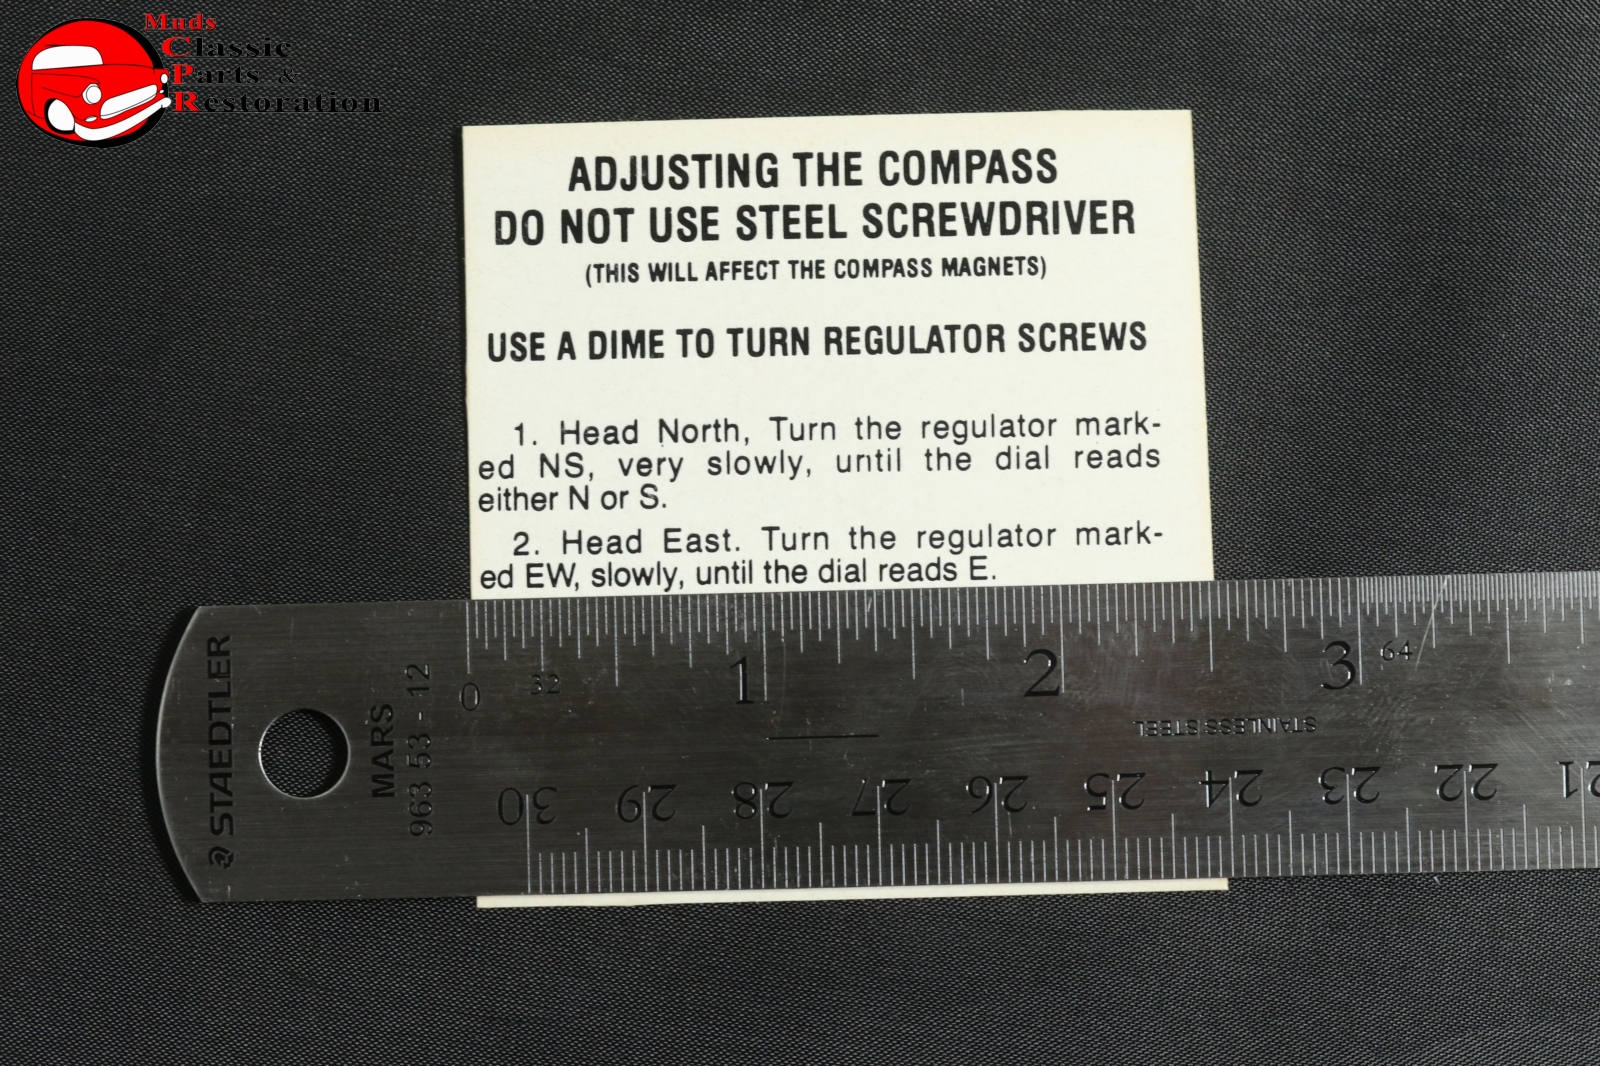 Muds
Classic
Parts &
Restoration
ADJUSTING THE COMPASS
DO NOT USE STEEL SCREWDRIVER
(THIS WILL AFFECT THE COMPASS MAGNETS)
USE A DIME TO TURN REGULATOR SCREWS
1. Head North, Turn the regulator mark-
ed NS, very slowly, until the dial reads
either N or S.
2. Head East. Turn the regulator mark-
ed EW, slowly, until the dial reads E.
STAEDTLER
MARS
963 53 - 12
0 32 1 2 3 64
STAINLESS STEEL
30 29 28 27 26 25 24 23 22 21